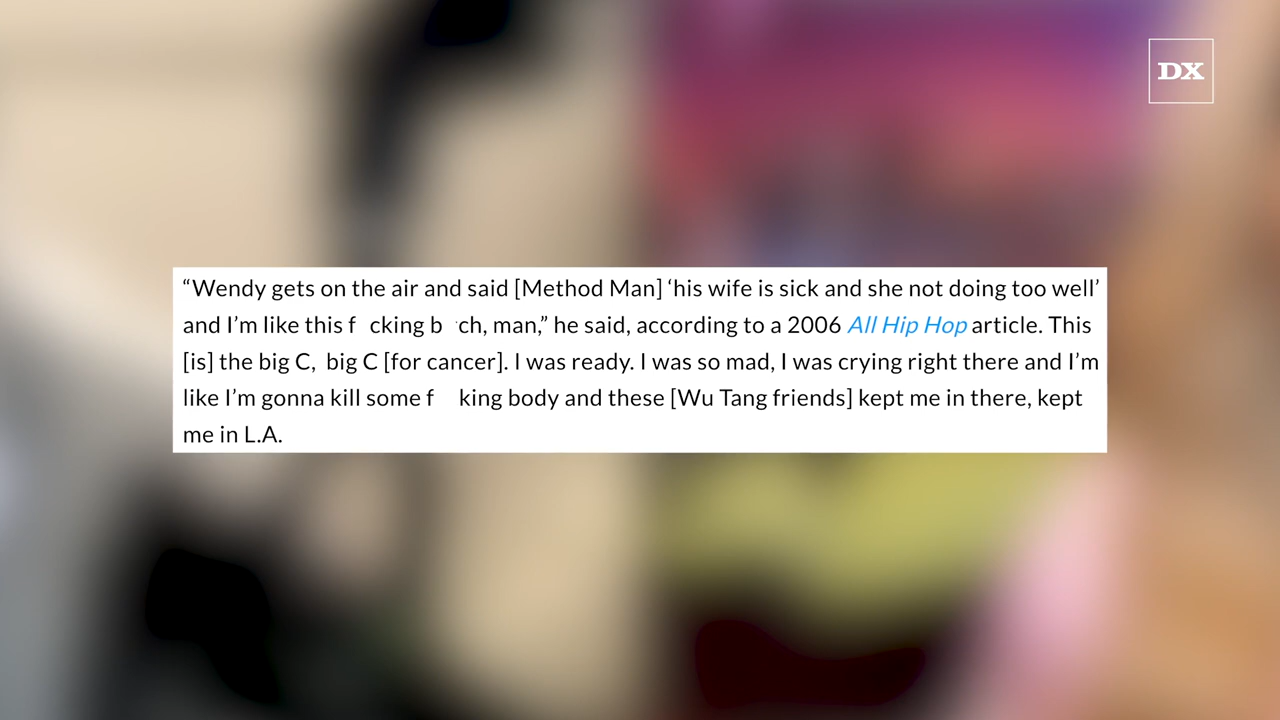 DX
“Wendy gets on the air and said [Method Man] ‘his wife is sick and she not doing too well’
and I’m like this f cking b ch, man,” he said, according to a 2006 All Hip Hop article. This
[is] the big C, big C [for cancer]. I was ready. I was so mad, I was crying right there and I’m
like I’m gonna kill some f king body and these [Wu Tang friends] kept me in there, kept
me in L.A.